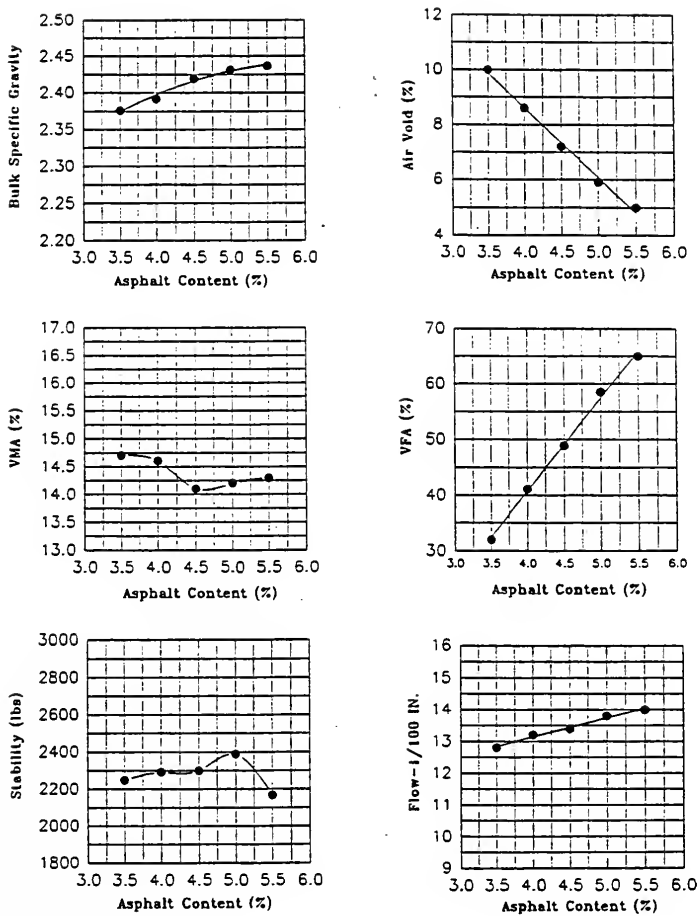 Bulk Specific Gravity
2.50
2.45
2.40
2.35
2.30
2.25
2.20
3.0 3.5 4.0 4.5 5.0 5.5 6.0
Asphalt Content (%)
Air Void (%)
12
10
8
6
4
3.0 3.5 4.0 4.5 5.0 5.5 6.0
Asphalt Content (%)
VMA (%)
17.0
16.5
16.0
15.5
15.0
14.5
14.0
13.5
13.0
3.0 3.5 4.0 4.5 5.0 5.5 6.0
Asphalt Content (%)
VFA (%)
70
60
50
40
30
3.0 3.5 4.0 4.5 5.0 5.5 6.0
Asphalt Content (%)
Stability (lbs)
3000
2800
2600
2400
2200
2000
1800
3.0 3.5 4.0 4.5 5.0 5.5 6.0
Asphalt Content (%)
Flow-1/100 IN.
16
15
14
13
12
11
10
9
3.0 3.5 4.0 4.5 5.0 5.5 6.0
Asphalt Content (%)